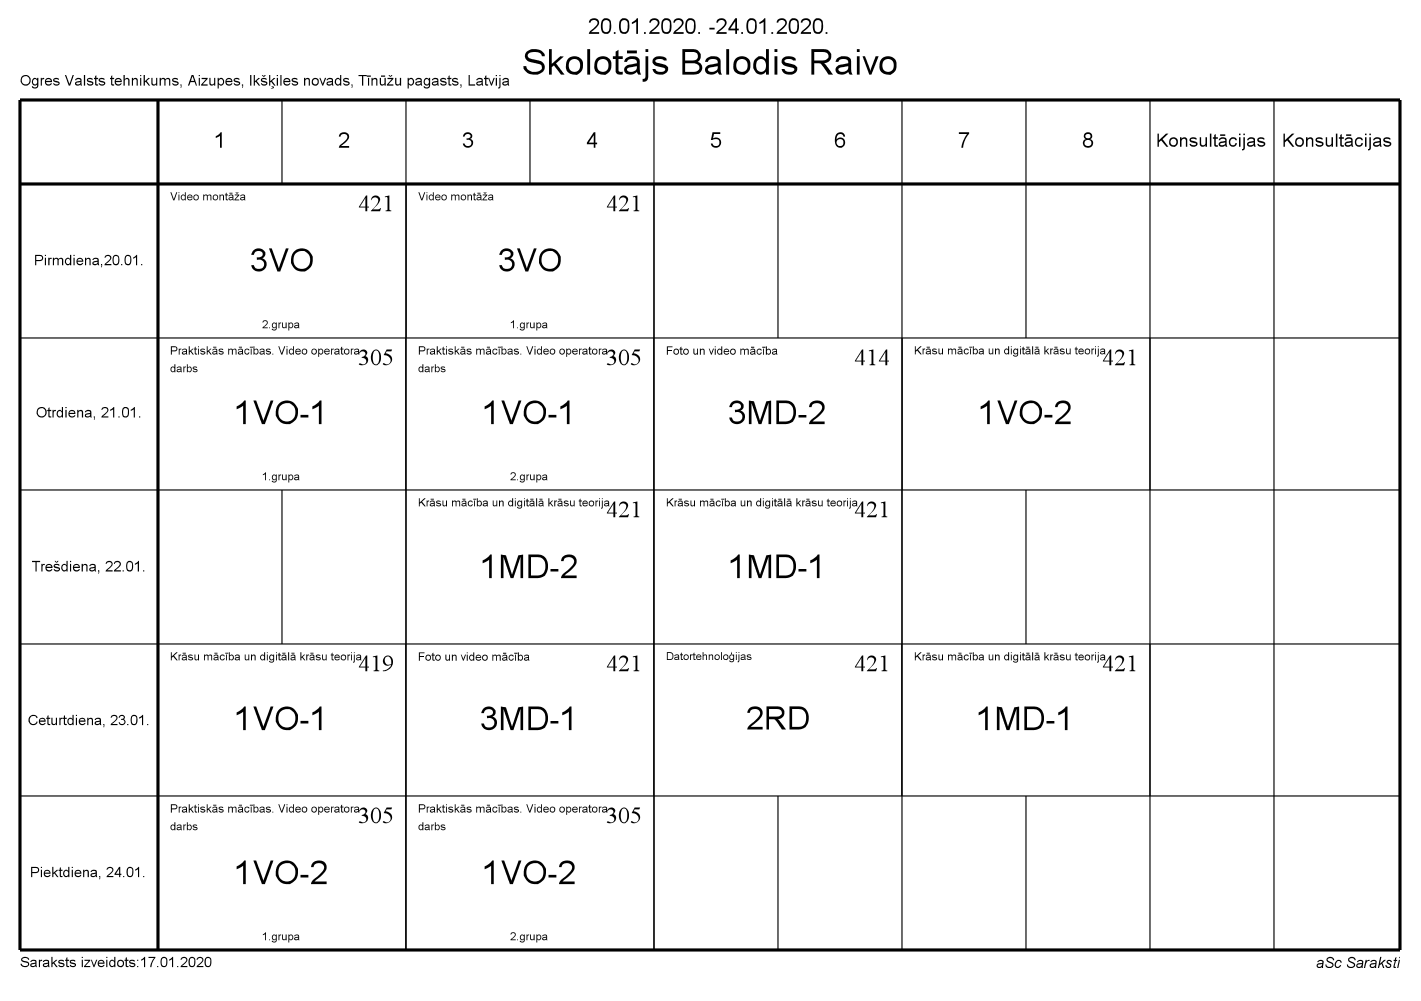 20.01.2020. -24.01.2020.
Skolotājs Balodis Raivo
Ogres Valsts tehnikums, Aizupes, Ikšķiles novads, Tīnūžu pagasts, Latvija
1 2 3 4 5 6 7 8 Konsultācijas Konsultācijas
Pirmdiena,20.01.
Video montāža 421
3VO
2.grupa
Video montāža 421
3VO
1.grupa
Otrdiena, 21.01.
Praktiskās mācības. Video operatora 305
darbs
1VO-1
1.grupa
Praktiskās mācības. Video operatora 305
darbs
1VO-1
2.grupa
Foto un video mācība 414
3MD-2
Krāsu mācība un digitālā krāsu teorija 421
1VO-2
Trešdiena, 22.01.
Krāsu mācība un digitālā krāsu teorija 421
1MD-2
Krāsu mācība un digitālā krāsu teorija 421
1MD-1
Ceturtdiena, 23.01.
Krāsu mācība un digitālā krāsu teorija 419
1VO-1
Foto un video mācība 421
3MD-1
Datortehnoloģijas 421
2RD
Krāsu mācība un digitālā krāsu teorija 421
1MD-1
Piektdiena, 24.01.
Praktiskās mācības. Video operatora 305
darbs
1VO-2
1.grupa
Praktiskās mācības. Video operatora 305
darbs
1VO-2
2.grupa
Saraksts izveidots:17.01.2020
aSc Saraksti